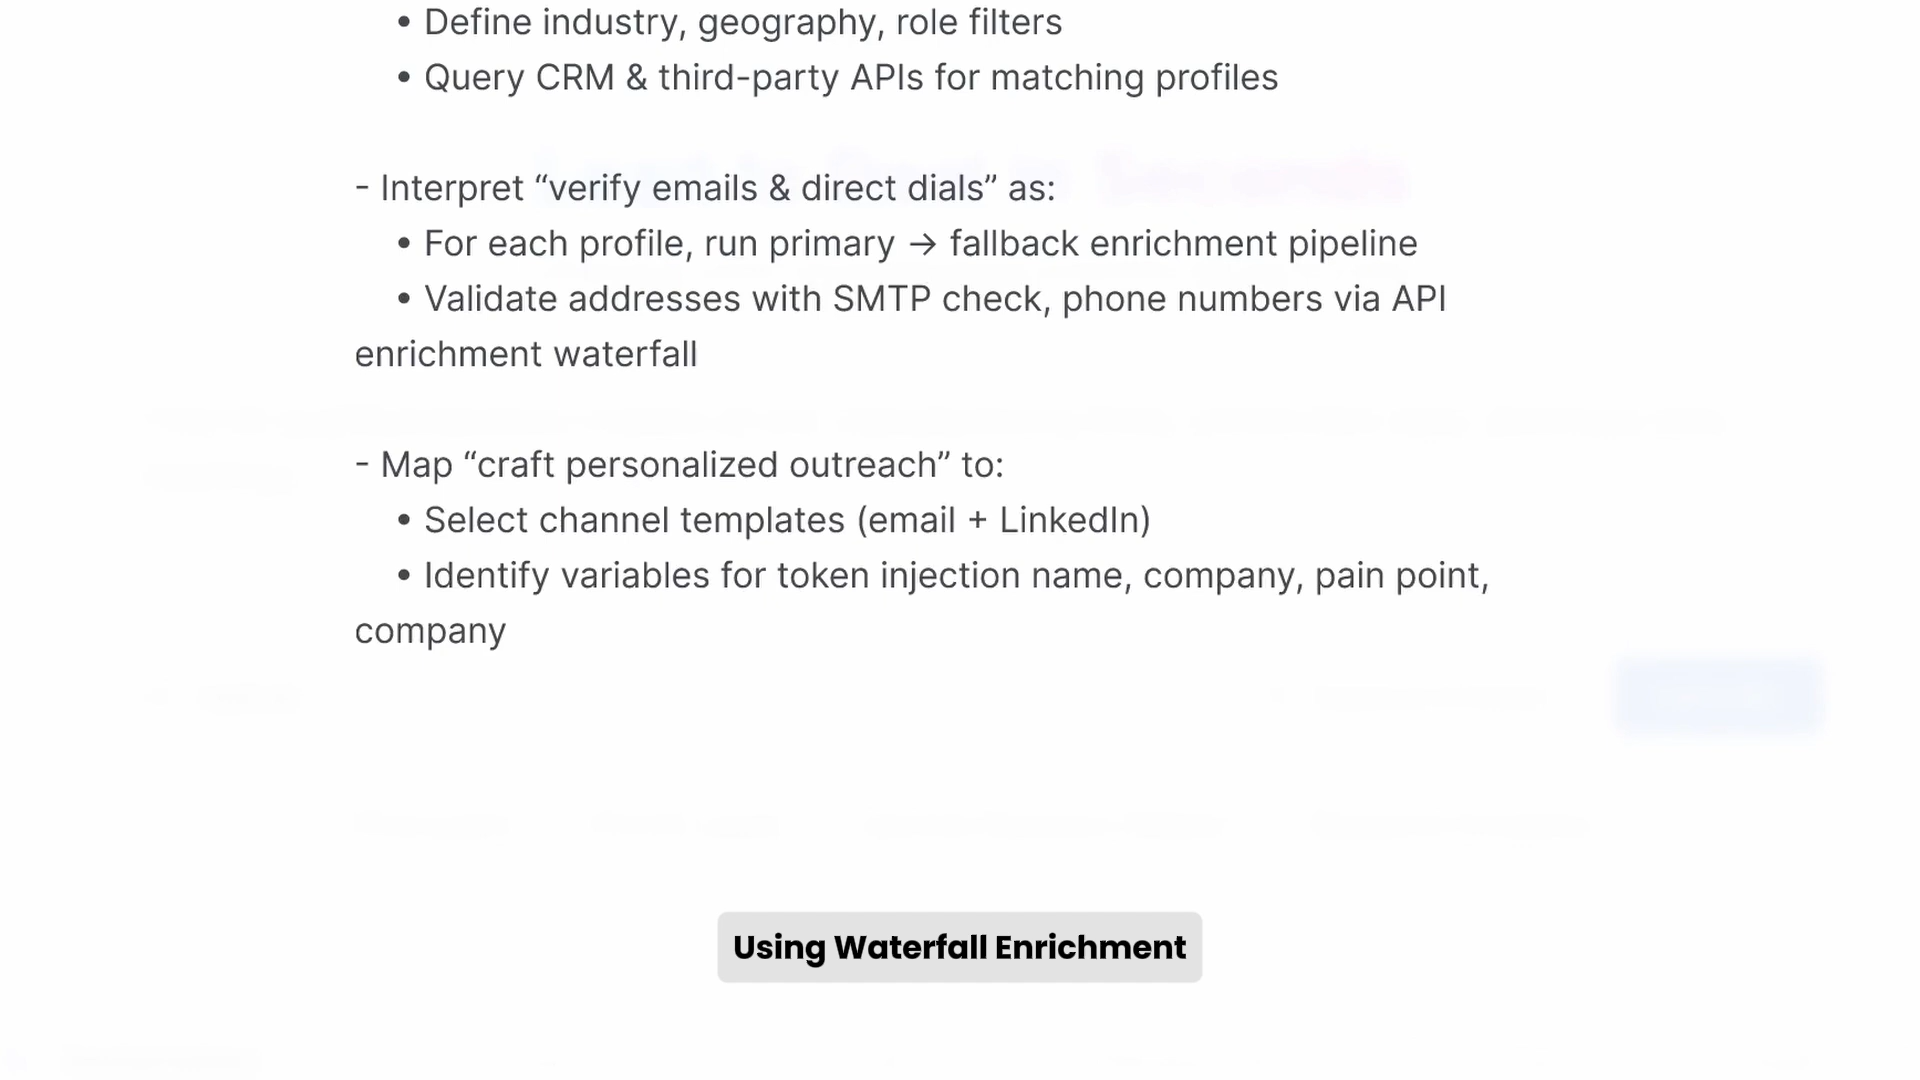 • Define industry, geography, role filters
• Query CRM & third-party APIs for matching profiles
- Interpret “verify emails & direct dials” as:
• For each profile, run primary → fallback enrichment pipeline
• Validate addresses with SMTP check, phone numbers via API
enrichment waterfall
- Map “craft personalized outreach” to:
• Select channel templates (email + LinkedIn)
• Identify variables for token injection name, company, pain point,
company
Using Waterfall Enrichment